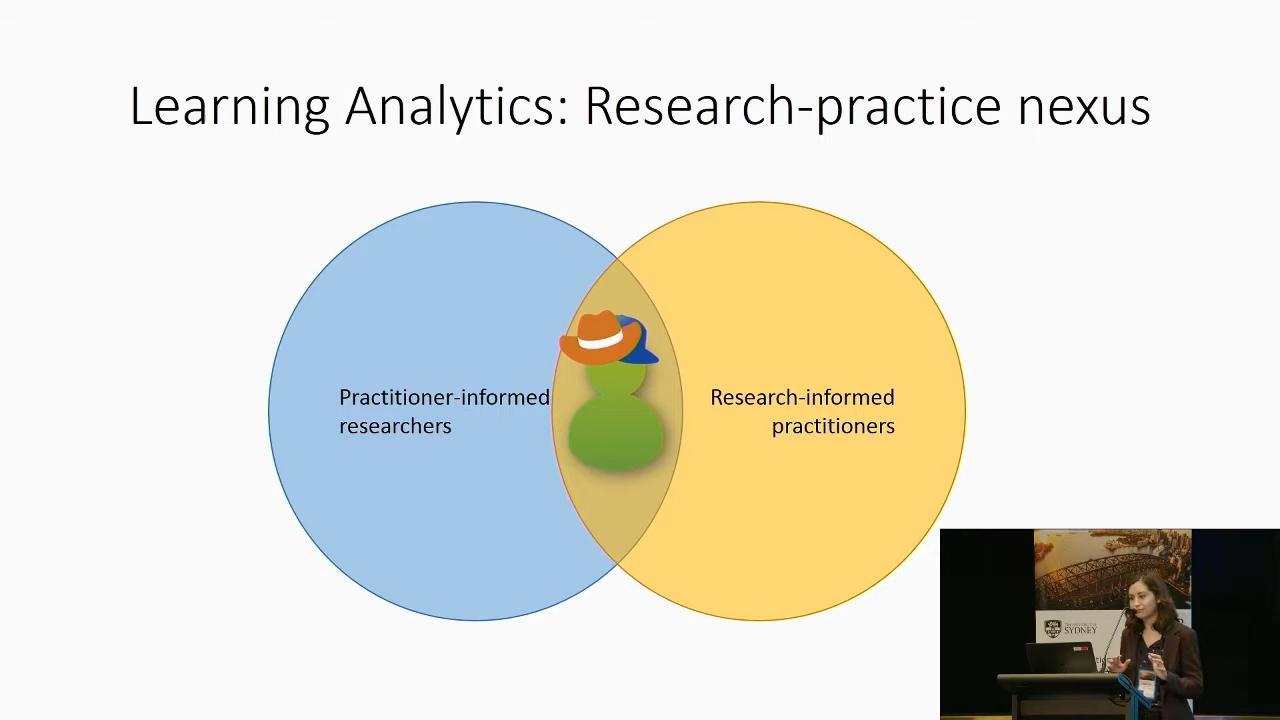 Learning Analytics: Research-practice nexus
Practitioner-informed
researchers
Research-informed
practitioners
SYDNEY